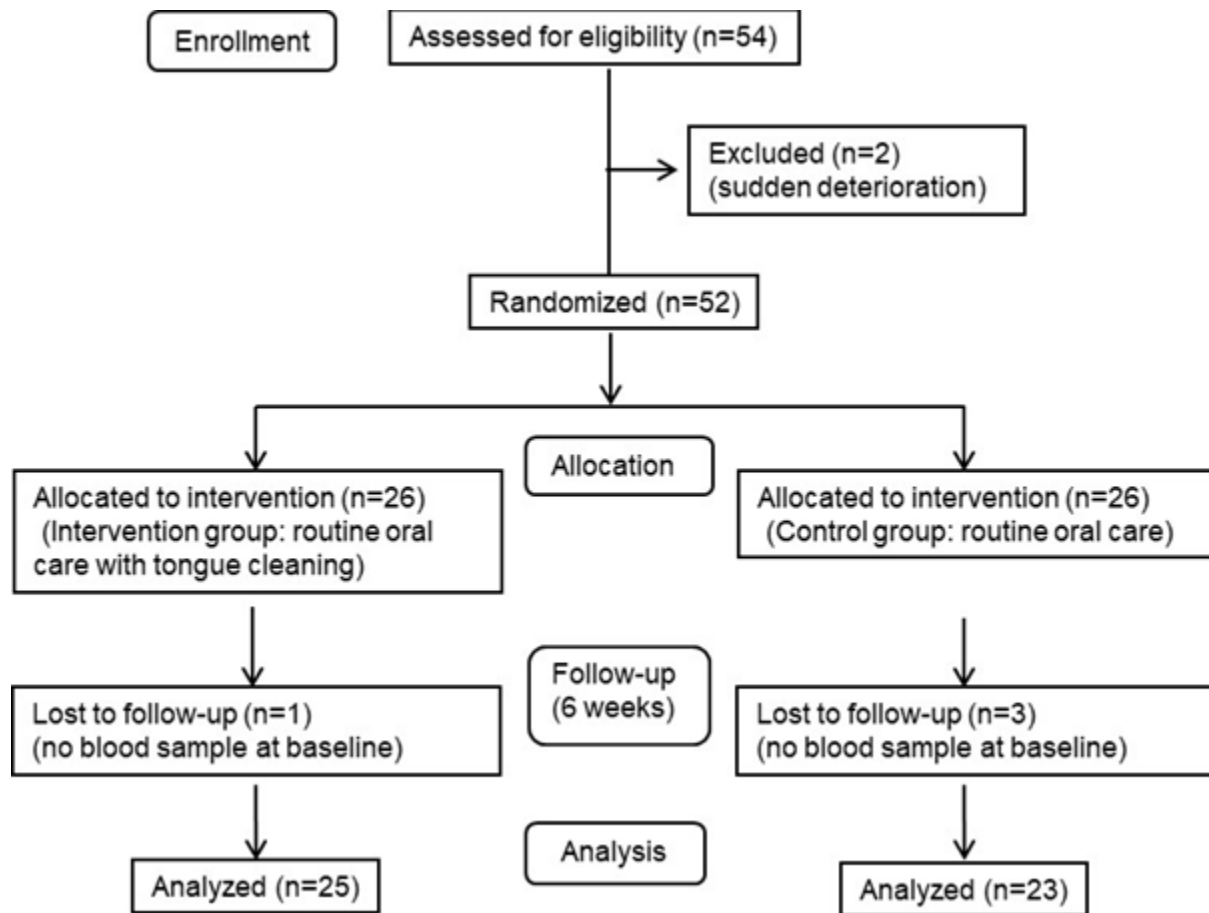 Enrollment
Assessed for eligibility (n=54)
Excluded (n=2)
(sudden deterioration)
Randomized (n=52)
Allocation
Allocated to intervention (n=26)
(Intervention group: routine oral
care with tongue cleaning)
Allocated to intervention (n=26)
(Control group: routine oral care)
Follow-up
(6 weeks)
Lost to follow-up (n=1)
(no blood sample at baseline)
Lost to follow-up (n=3)
(no blood sample at baseline)
Analysis
Analyzed (n=25)
Analyzed (n=23)